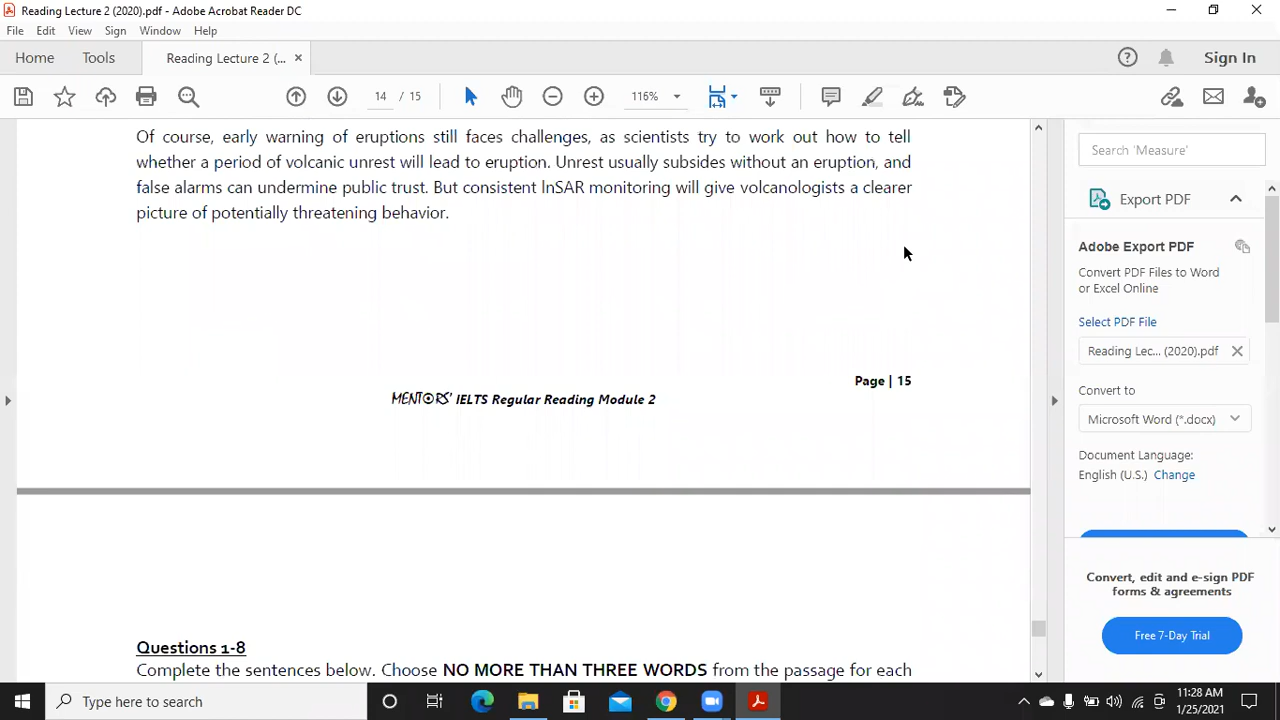 Reading Lecture 2 (2020).pdf - Adobe Acrobat Reader DC
File Edit View Sign Window Help
Home Tools Reading Lecture 2 (... × Sign In
14 / 15 116%
Of course, early warning of eruptions still faces challenges, as scientists try to work out how to tell
whether a period of volcanic unrest will lead to eruption. Unrest usually subsides without an eruption, and
false alarms can undermine public trust. But consistent InSAR monitoring will give volcanologists a clearer
picture of potentially threatening behavior.
Page | 15
MENTORS' IELTS Regular Reading Module 2
Questions 1-8
Complete the sentences below. Choose NO MORE THAN THREE WORDS from the passage for each
Search 'Measure'
Export PDF
Adobe Export PDF
Convert PDF Files to Word
or Excel Online
Select PDF File
Reading Lec... (2020).pdf ×
Convert to
Microsoft Word (*.docx)
Document Language:
English (U.S.) Change
Convert, edit and e-sign PDF
forms & agreements
Free 7-Day Trial
Type here to search
11:28 AM
1/25/2021